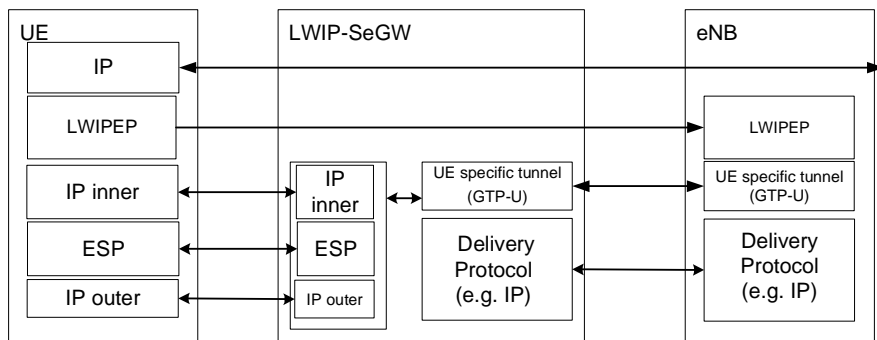 UE
LWIP-SeGW
eNB
IP
LWIPEP
LWIPEP
IP inner
IP
inner
UE specific tunnel
(GTP-U)
UE specific tunnel
(GTP-U)
ESP
ESP
Delivery
Protocol
(e.g. IP)
Delivery
Protocol
(e.g. IP)
IP outer
IP outer